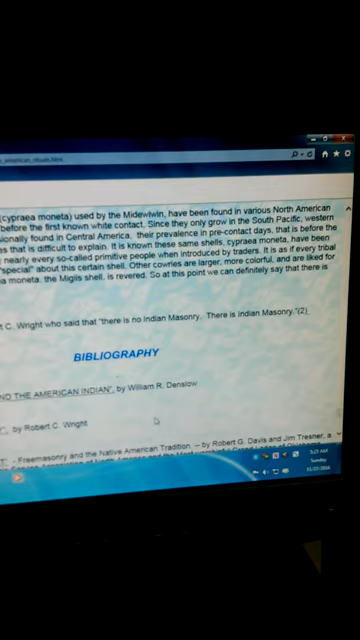 _american_rituals.htm
(cypraea moneta) used by the Midewiwin, have been found in various North American
before the first known white contact. Since they only grow in the South Pacific, western
sionally found in Central America, their prevalence in pre-contact days, that is before the
es that is difficult to explain. It is known these same shells, cypraea moneta, have been
nearly every so-called primitive people when introduced by traders. It is as if every tribal
"special" about this certain shell. Other cowries are larger, more colorful, and are liked for
a moneta, the Migiis shell, is revered. So at this point we can definitely say that there is
t C. Wright who said that "there is no Indian Masonry. There is Indian Masonry."(2)
BIBLIOGRAPHY
ND THE AMERICAN INDIAN", by William R. Denslow
by Robert C. Wright
- Freemasonry and the Native American Tradition -- by Robert G. Davis and Jim Tresner, a
5:25 AM
Sunday